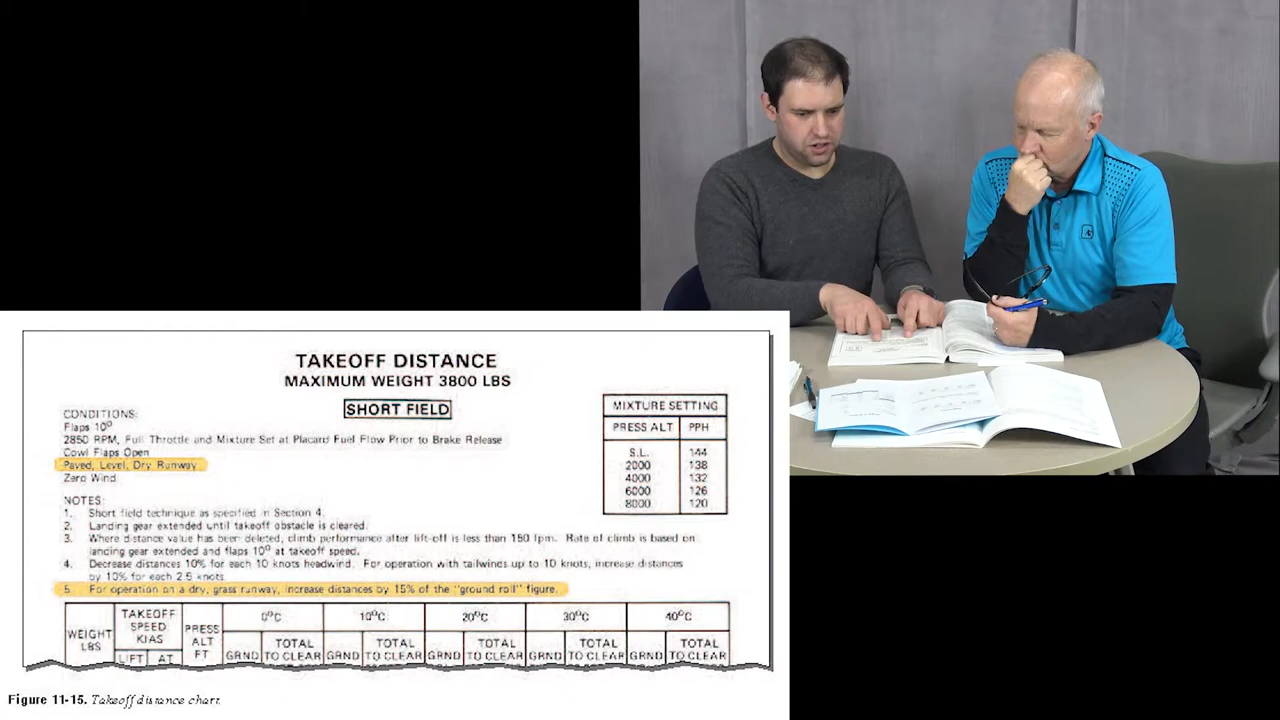 TAKEOFF DISTANCE
MAXIMUM WEIGHT 3800 LBS
SHORT FIELD
CONDITIONS:
Flaps 10°
2850 RPM, Full Throttle and Mixture Set at Placard Fuel Flow Prior to Brake Release
Cowl Flaps Open
Paved, Level, Dry Runway
Zero Wind
MIXTURE SETTING
PRESS ALT PPH
S.L. 144
2000 138
4000 132
6000 126
8000 120
NOTES:
1. Short field technique as specified in Section 4.
2. Landing gear extended until takeoff obstacle is cleared.
3. Where distance value has been deleted, climb performance after lift-off is less than 150 fpm. Rate of climb is based on
landing gear extended and flaps 10° at takeoff speed.
4. Decrease distances 10% for each 10 knots headwind. For operation with tailwinds up to 10 knots, increase distances
by 10% for each 2.5 knots.
5. For operation on a dry, grass runway, increase distances by 15% of the "ground roll" figure.
WEIGHT LBS
TAKEOFF SPEED KIAS
LIFT AT
PRESS ALT FT
0°C 10°C 20°C 30°C 40°C
GRND TOTAL TO CLEAR GRND TOTAL TO CLEAR GRND TOTAL TO CLEAR GRND TOTAL TO CLEAR GRND TOTAL TO CLEAR
Figure 11-15. Takeoff distance chart.